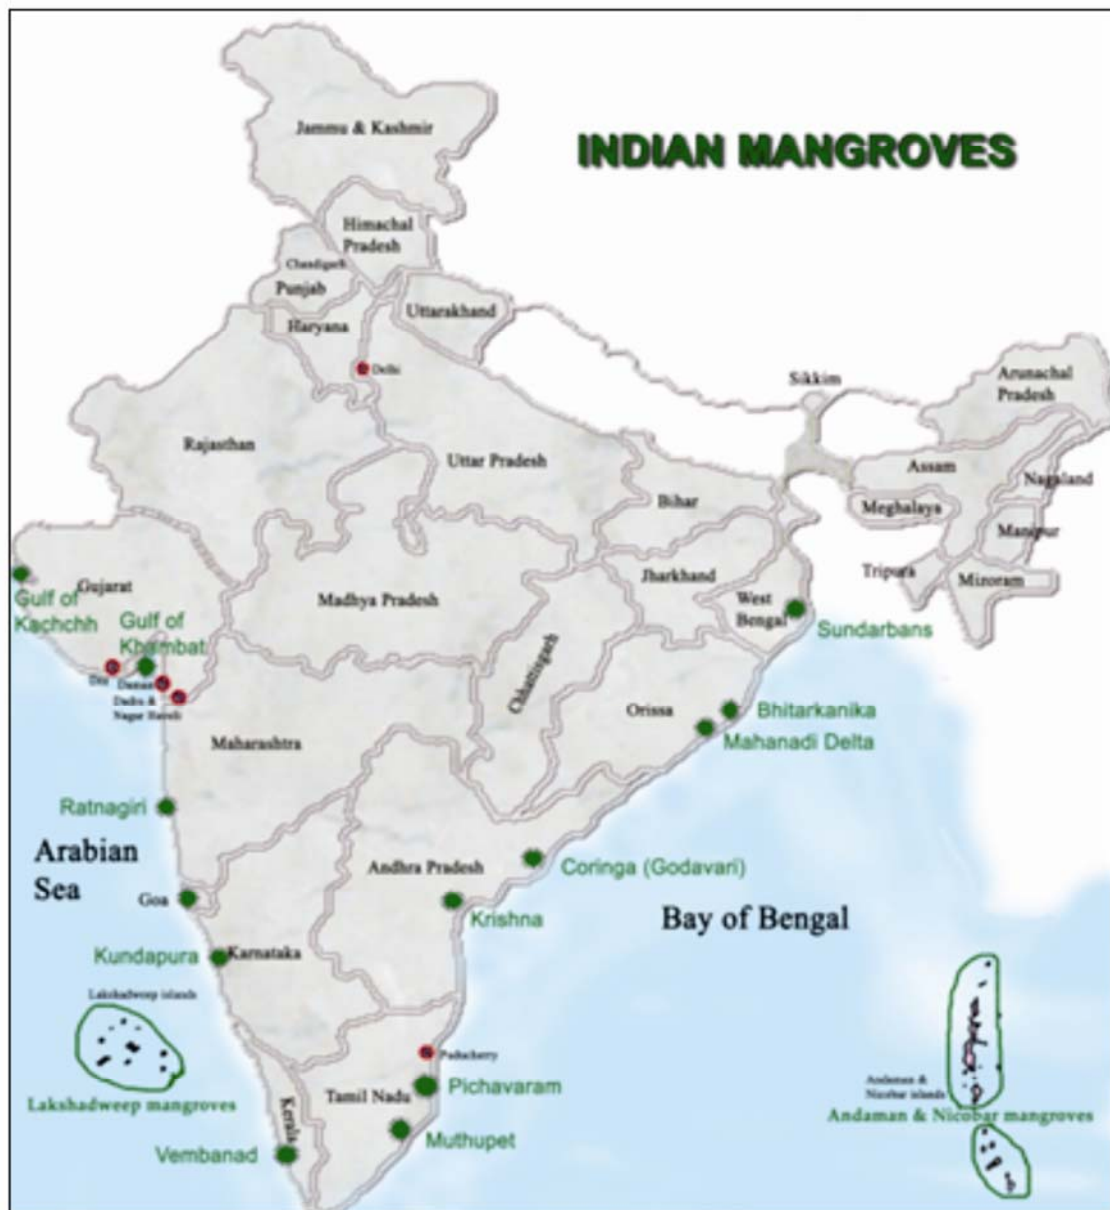 INDIAN MANGROVES
Jammu & Kashmir
Himachal
Pradesh
Chandigarh
Punjab
Uttarakhand
Haryana
Delhi
Sikkim
Arunachal
Pradesh
Rajasthan
Uttar Pradesh
Assam
Nagaland
Bihar
Meghalaya
Manipur
Gujarat
Jharkhand
Tripura
Mizoram
Gulf of
Kachchh
Gulf of
Khambat
Madhya Pradesh
West
Bengal
Sundarbans
Chhattisgarh
Diu
Daman
Dadra &
Nagar Haveli
Orissa
Bhitarkanika
Mahanadi Delta
Maharashtra
Ratnagiri
Arabian
Sea
Andhra Pradesh
Coringa (Godavari)
Goa
Krishna
Bay of Bengal
Kundapura
Karnataka
Lakshadweep islands
Lakshadweep mangroves
Puducherry
Pichavaram
Tamil Nadu
Andaman &
Nicobar islands
Andaman & Nicobar mangroves
Kerala
Muthupet
Vembanad